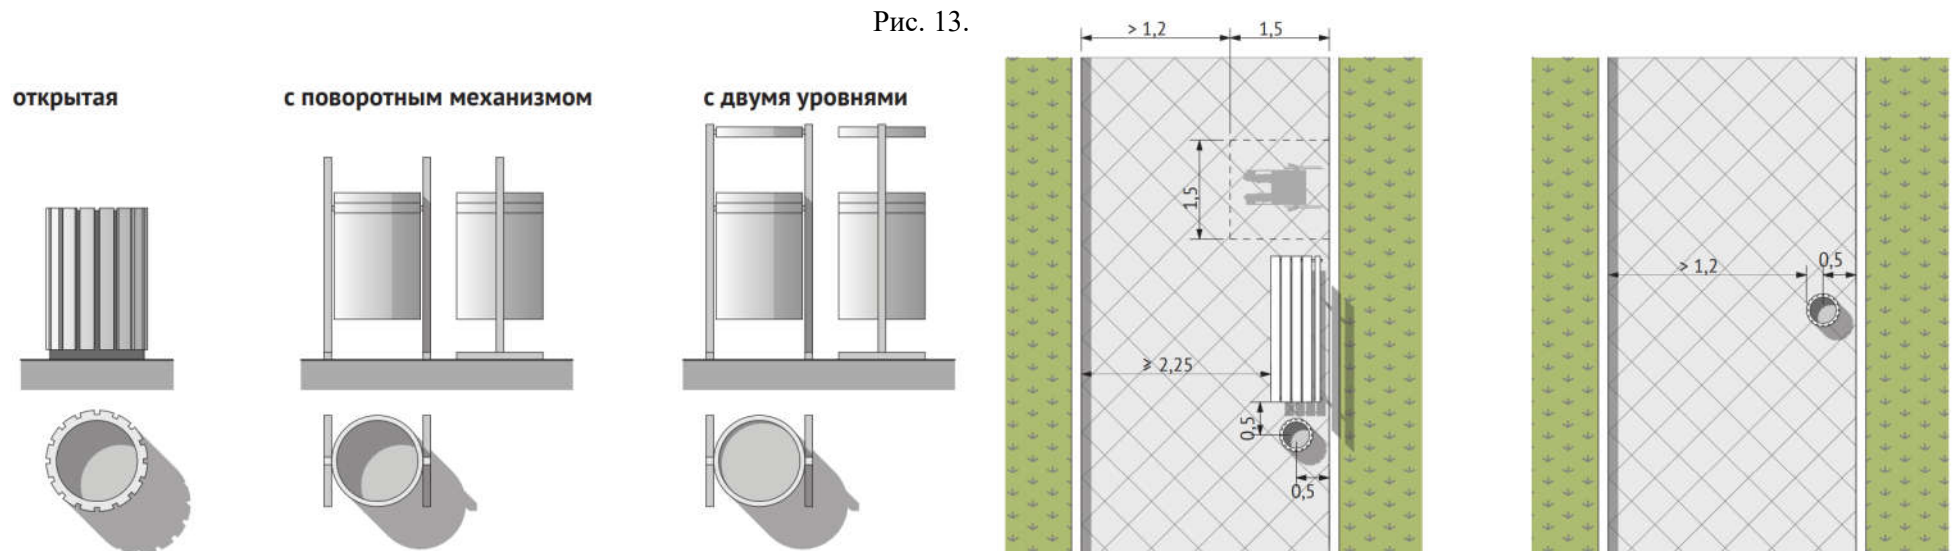 Рис. 13.
открытая
с поворотным механизмом
с двумя уровнями
> 1,2
1,5
1,5
⩾ 2,25
0,5
0,5
> 1,2
0,5